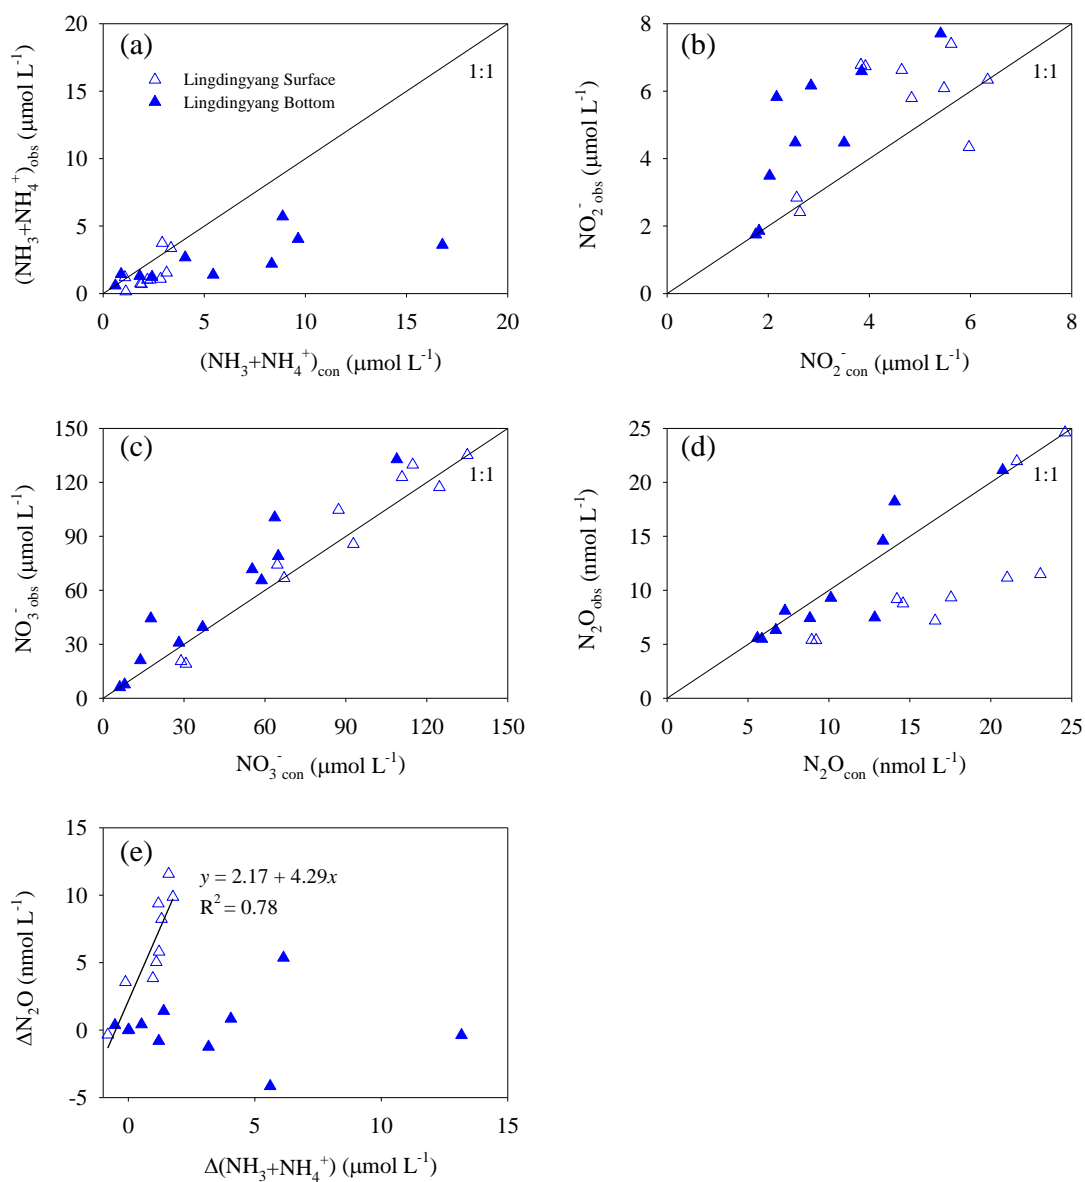 (a)
20
15
10
5
0
(NH₃+NH₄⁺)obs (μmol L⁻¹)
Lingdingyang Surface
Lingdingyang Bottom
1:1
0 5 10 15 20
(NH₃+NH₄⁺)con (μmol L⁻¹)
(b)
8
6
4
2
0
NO₂⁻obs (μmol L⁻¹)
1:1
2 4 6 8
NO₂⁻con (μmol L⁻¹)
(c)
150
120
90
60
30
0
NO₃⁻obs (μmol L⁻¹)
1:1
0 30 60 90 120 150
NO₃⁻con (μmol L⁻¹)
(d)
25
20
15
10
5
0
N₂Oobs (nmol L⁻¹)
1:1
0 5 10 15 20 25
N₂Ocon (nmol L⁻¹)
(e)
15
10
5
0
-5
ΔN₂O (nmol L⁻¹)
y = 2.17 + 4.29x
R² = 0.78
0 5 10 15
Δ(NH₃+NH₄⁺) (μmol L⁻¹)